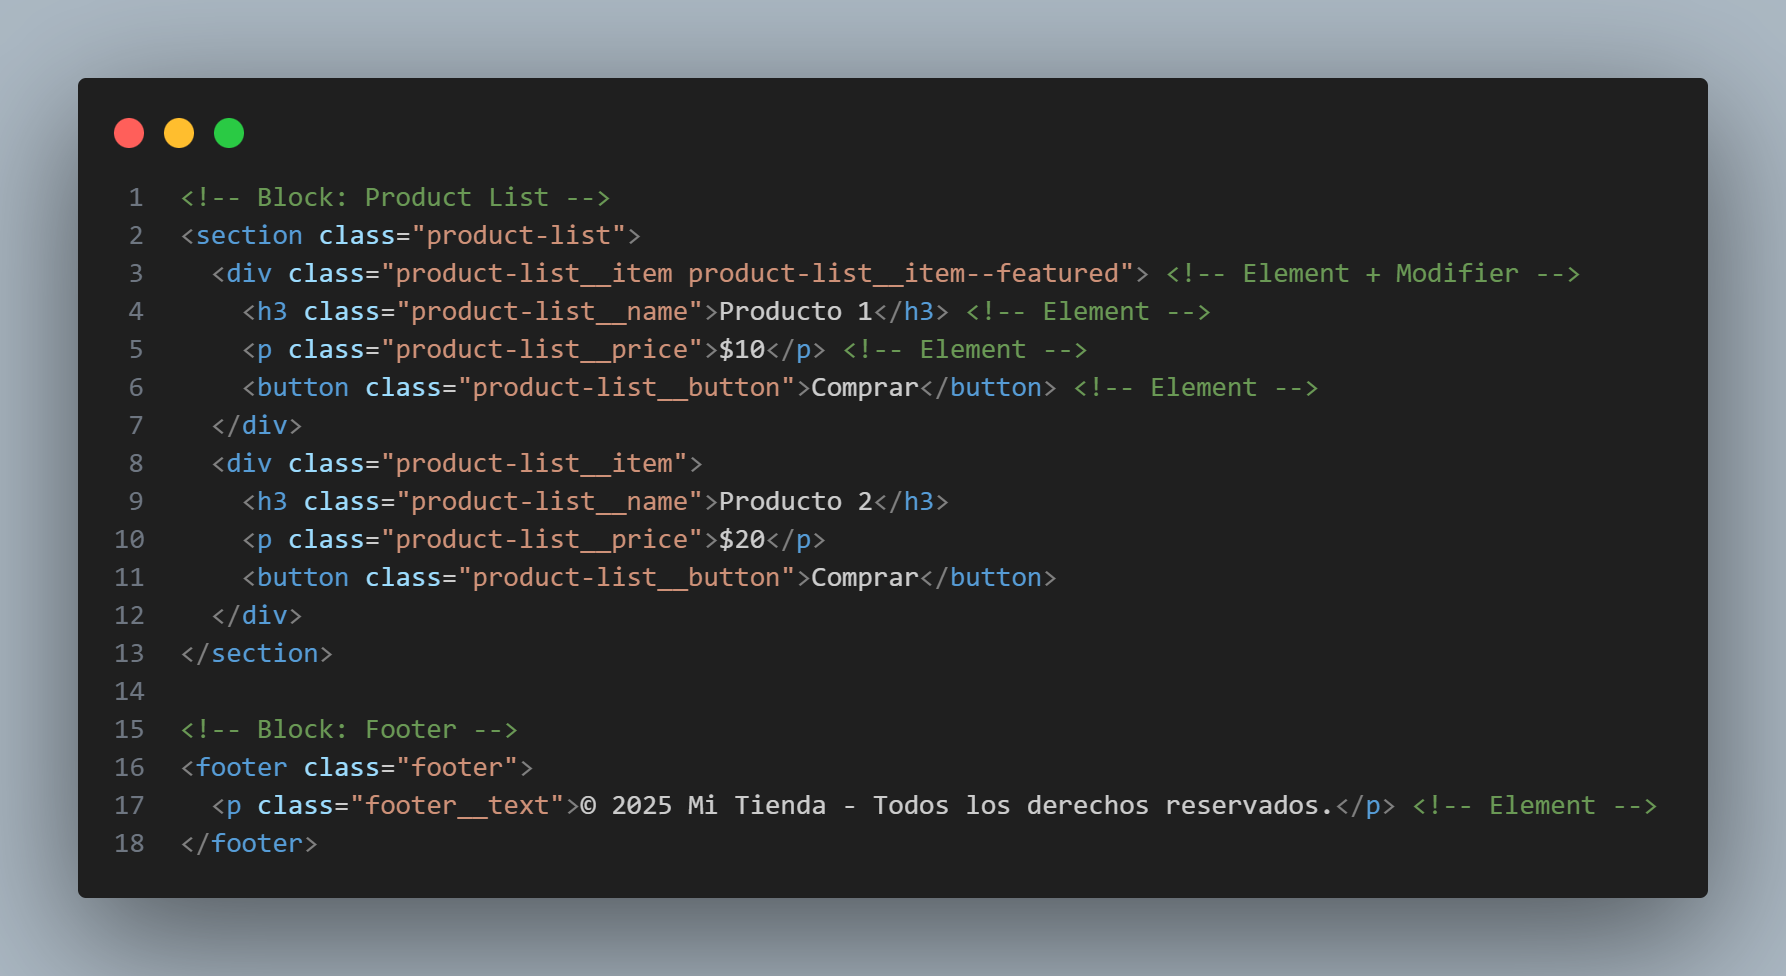 1 <!-- Block: Product List -->
2 <section class="product-list">
3   <div class="product-list__item product-list__item--featured"> <!-- Element + Modifier -->
4     <h3 class="product-list__name">Producto 1</h3> <!-- Element -->
5     <p class="product-list__price">$10</p> <!-- Element -->
6     <button class="product-list__button">Comprar</button> <!-- Element -->
7   </div>
8   <div class="product-list__item">
9     <h3 class="product-list__name">Producto 2</h3>
10     <p class="product-list__price">$20</p>
11     <button class="product-list__button">Comprar</button>
12   </div>
13 </section>
14
15 <!-- Block: Footer -->
16 <footer class="footer">
17   <p class="footer__text">© 2025 Mi Tienda - Todos los derechos reservados.</p> <!-- Element -->
18 </footer>